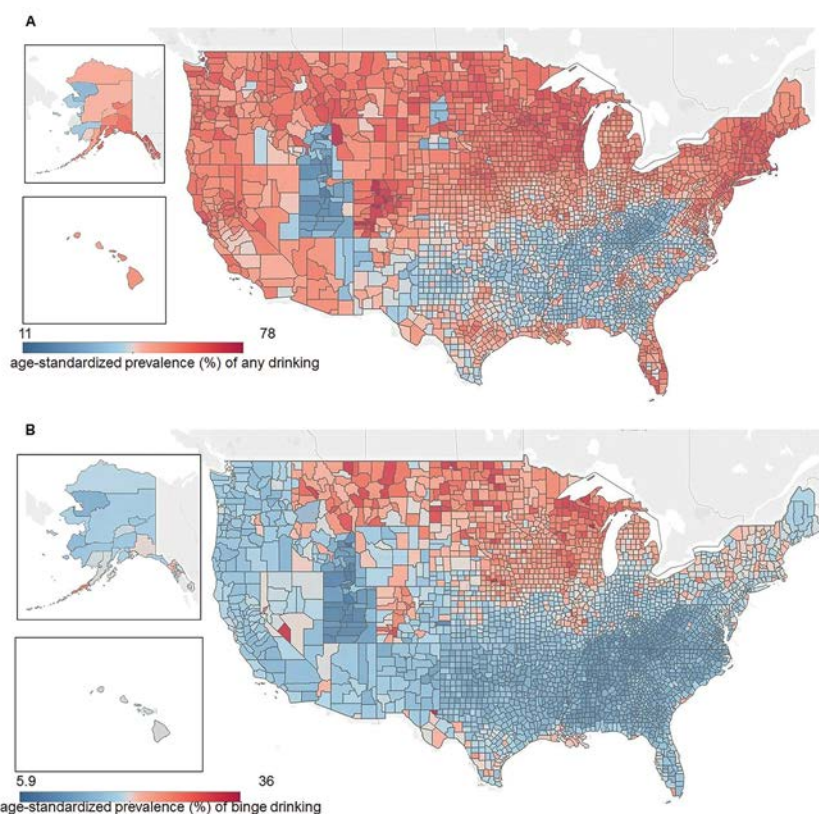 A
11 78
age-standardized prevalence (%) of any drinking
B
5.9 36
age-standardized prevalence (%) of binge drinking